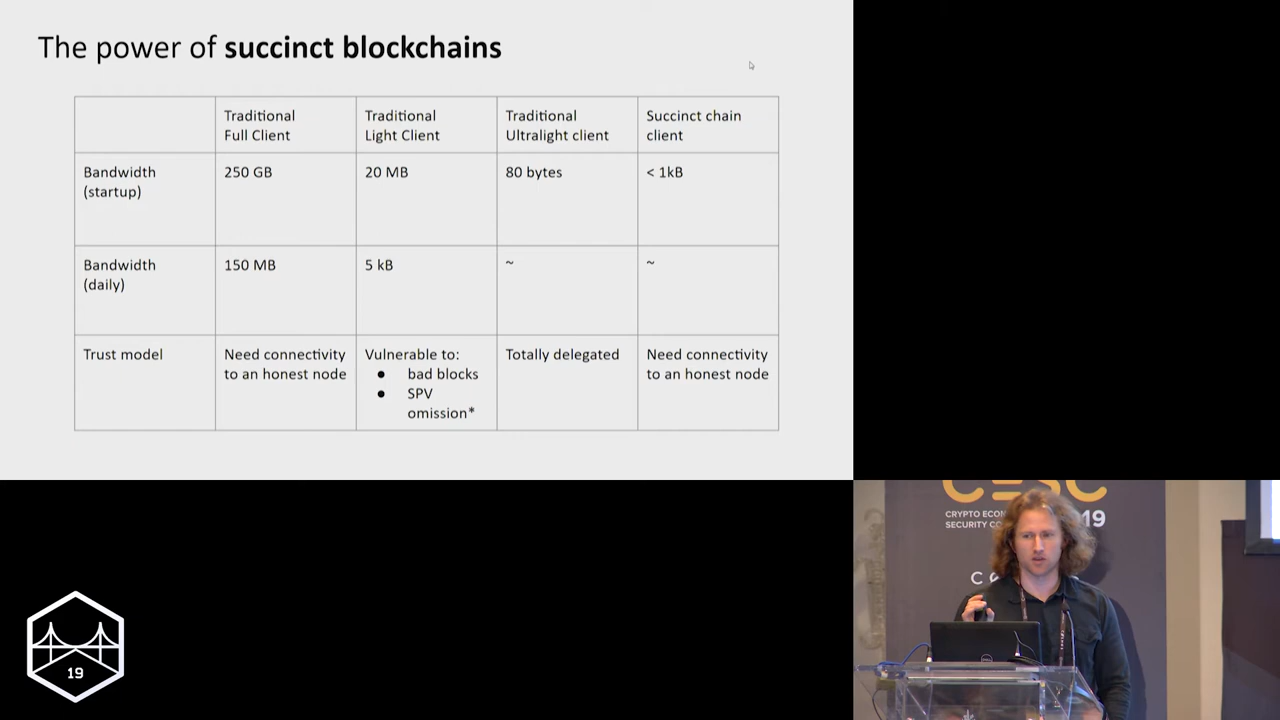 The power of succinct blockchains
Traditional
Full Client
Traditional
Light Client
Traditional
Ultralight client
Succinct chain
client
Bandwidth
(startup)
250 GB
20 MB
80 bytes
< 1kB
Bandwidth
(daily)
150 MB
5 kB
~
~
Trust model
Need connectivity
to an honest node
Vulnerable to:
● bad blocks
● SPV
omission*
Totally delegated
Need connectivity
to an honest node
19
CESC
CRYPTO ECON
SECURITY CO
19
DELL